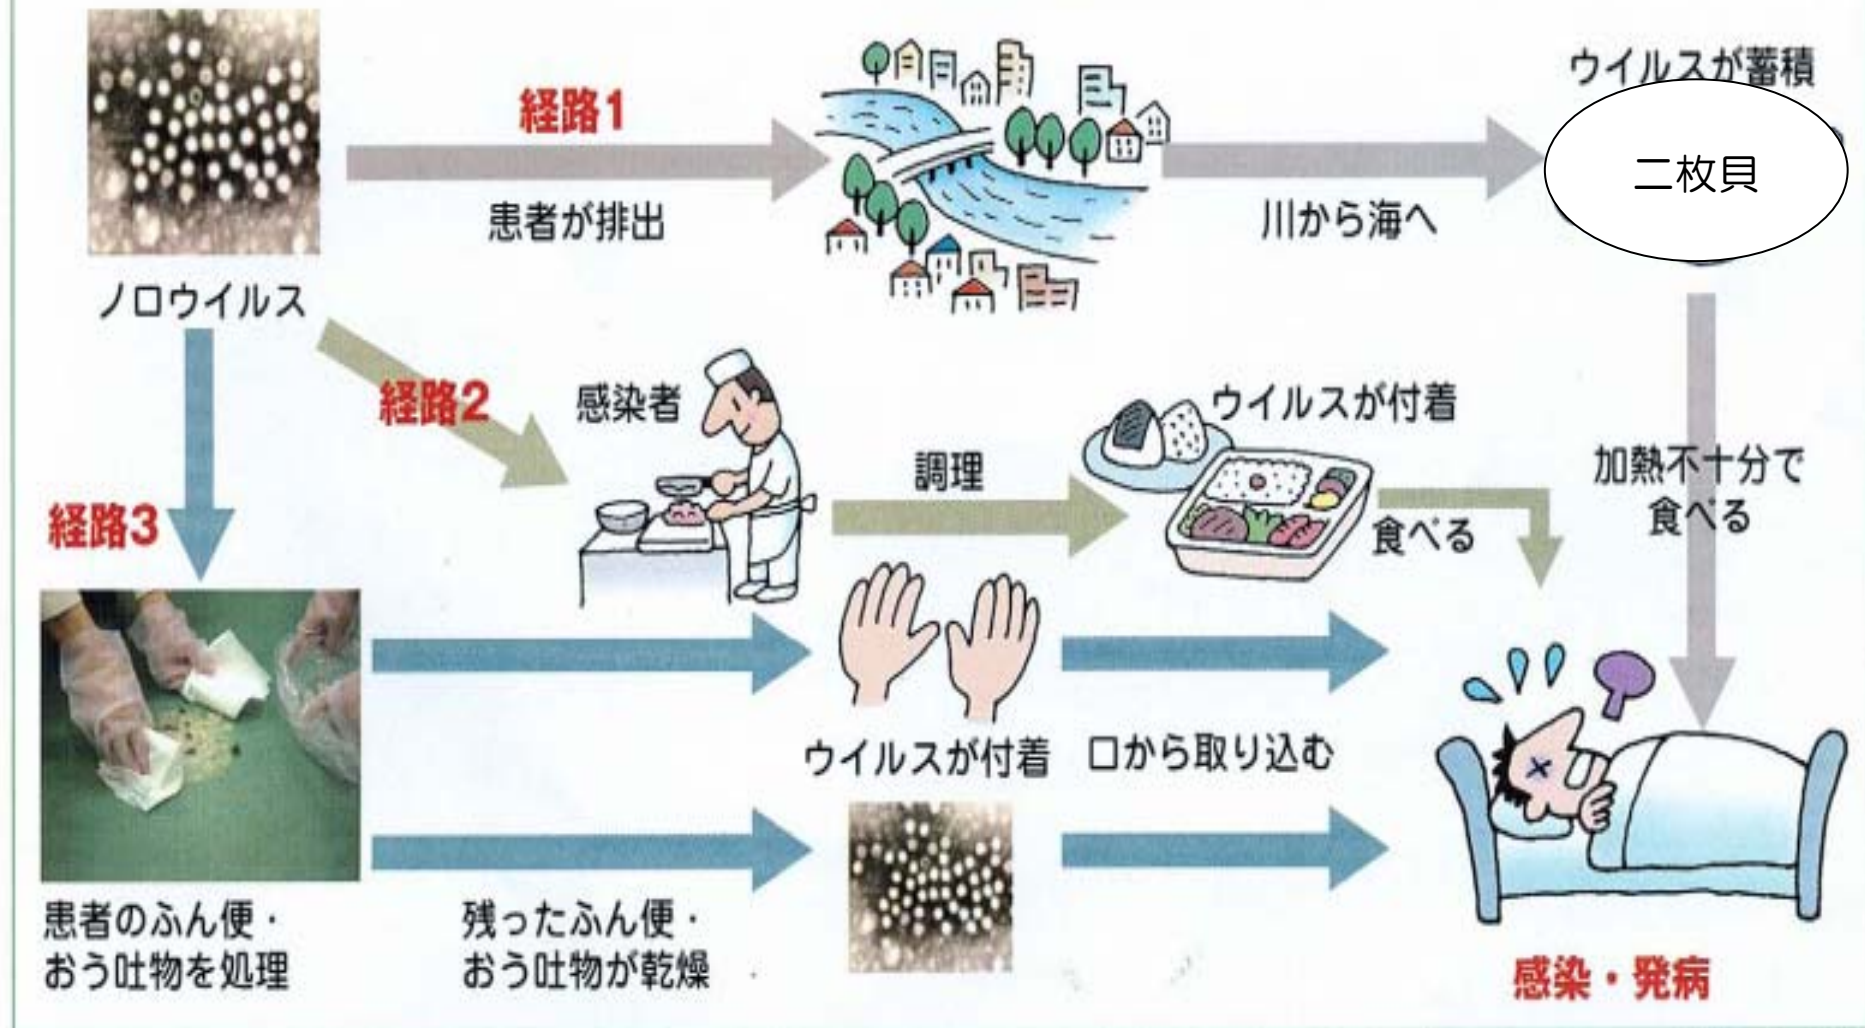 経路1
ウイルスが蓄積
二枚貝
患者が排出
川から海へ
ノロウイルス
経路2
感染者
ウイルスが付着
調理
加熱不十分で
食べる
食べる
経路3
ウイルスが付着
口から取り込む
患者のふん便・
おう吐物を処理
残ったふん便・
おう吐物が乾燥
感染・発病